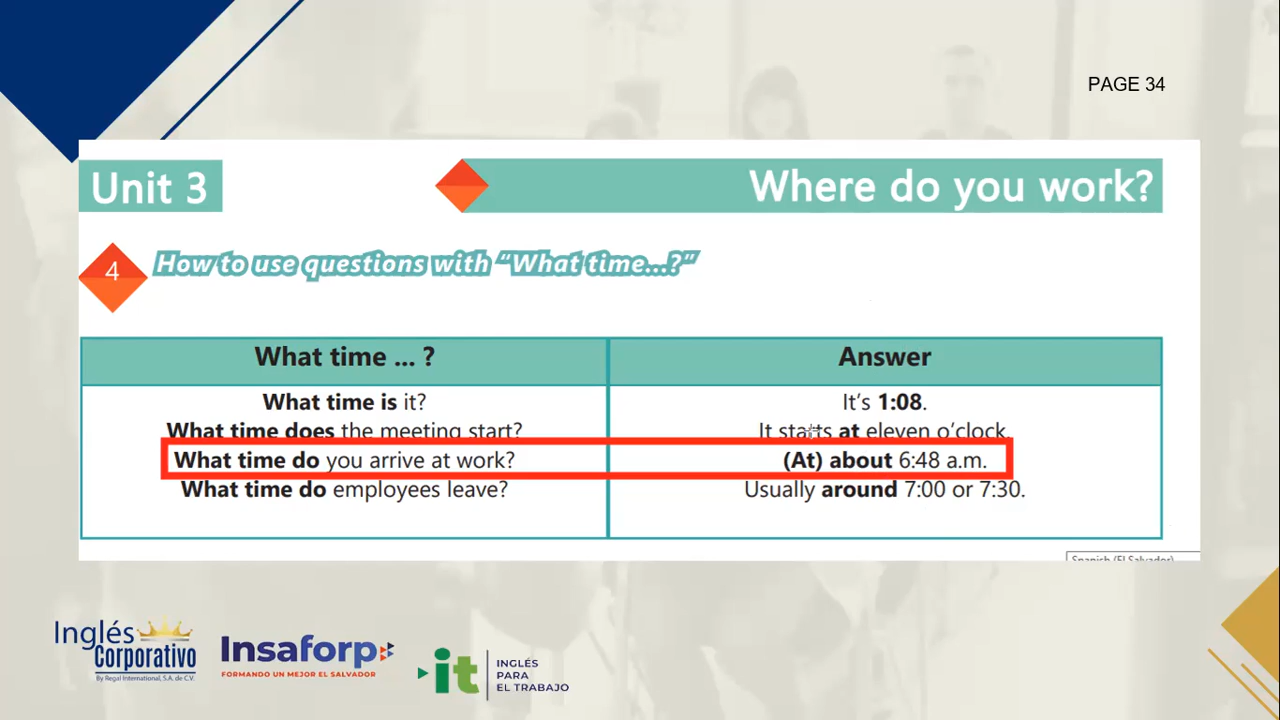 PAGE 34
Unit 3
Where do you work?
4
How to use questions with “What time...?”
What time ... ?
Answer
What time is it?
It’s 1:08.
What time does the meeting start?
It starts at eleven o’clock.
What time do you arrive at work?
(At) about 6:48 a.m.
What time do employees leave?
Usually around 7:00 or 7:30.
Spanish (El Salvador)
Inglés
Corporativo
By Regal International, S.A. de C.V.
Insaforp
FORMANDO UN MEJOR EL SALVADOR
it
INGLÉS
PARA
EL TRABAJO